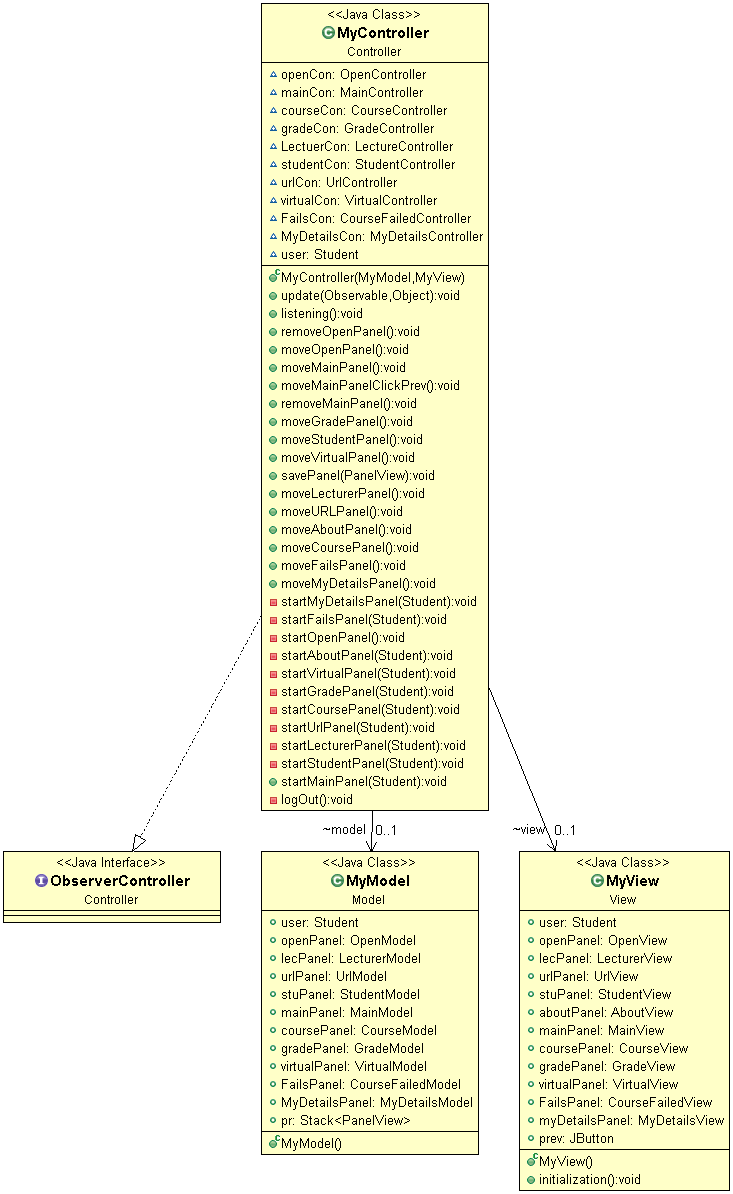 <<Java Class>>
MyController
Controller
openCon: OpenController
mainCon: MainController
courseCon: CourseController
gradeCon: GradeController
LectuerCon: LectureController
studentCon: StudentController
urlCon: UrlController
virtualCon: VirtualController
FailsCon: CourseFailedController
MyDetailsCon: MyDetailsController
user: Student
MyController(MyModel,MyView)
update(Observable,Object):void
listening():void
removeOpenPanel():void
moveOpenPanel():void
moveMainPanel():void
moveMainPanelClickPrev():void
removeMainPanel():void
moveGradePanel():void
moveStudentPanel():void
moveVirtualPanel():void
savePanel(PanelView):void
moveLecturerPanel():void
moveURLPanel():void
moveAboutPanel():void
moveCoursePanel():void
moveFailsPanel():void
moveMyDetailsPanel():void
startMyDetailsPanel(Student):void
startFailsPanel(Student):void
startOpenPanel():void
startAboutPanel(Student):void
startVirtualPanel(Student):void
startGradePanel(Student):void
startCoursePanel(Student):void
startUrlPanel(Student):void
startLecturerPanel(Student):void
startStudentPanel(Student):void
startMainPanel(Student):void
logOut():void
~model 0..1
~view 0..1
<<Java Interface>>
ObserverController
Controller
<<Java Class>>
MyModel
Model
user: Student
openPanel: OpenModel
lecPanel: LecturerModel
urlPanel: UrlModel
stuPanel: StudentModel
mainPanel: MainModel
coursePanel: CourseModel
gradePanel: GradeModel
virtualPanel: VirtualModel
FailsPanel: CourseFailedModel
MyDetailsPanel: MyDetailsModel
pr: Stack<PanelView>
MyModel()
<<Java Class>>
MyView
View
user: Student
openPanel: OpenView
lecPanel: LecturerView
urlPanel: UrlView
stuPanel: StudentView
aboutPanel: AboutView
mainPanel: MainView
coursePanel: CourseView
gradePanel: GradeView
virtualPanel: VirtualView
FailsPanel: CourseFailedView
myDetailsPanel: MyDetailsView
prev: JButton
MyView()
initialization():void